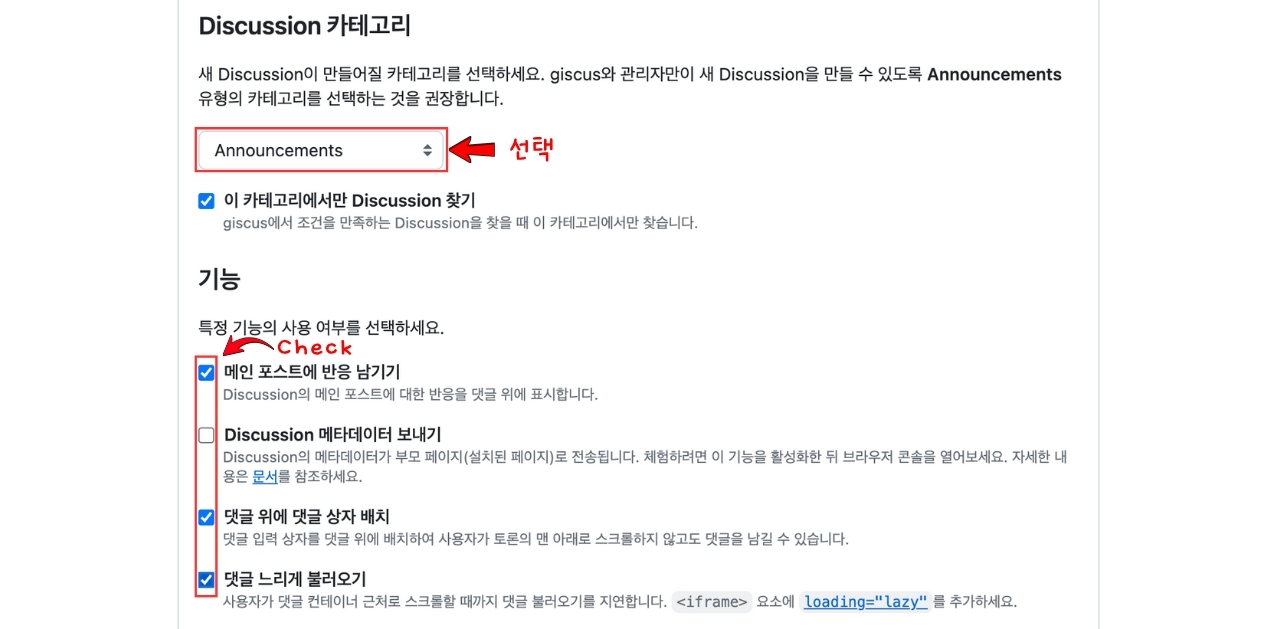 Discussion 카테고리
새 Discussion이 만들어질 카테고리를 선택하세요. giscus와 관리자만이 새 Discussion을 만들 수 있도록 Announcements
유형의 카테고리를 선택하는 것을 권장합니다.
Announcements 선택
이 카테고리에서만 Discussion 찾기
giscus에서 조건을 만족하는 Discussion을 찾을 때 이 카테고리에서만 찾습니다.
기능
특정 기능의 사용 여부를 선택하세요.
Check
메인 포스트에 반응 남기기
Discussion의 메인 포스트에 대한 반응을 댓글 위에 표시합니다.
Discussion 메타데이터 보내기
Discussion의 메타데이터가 부모 페이지(설치된 페이지)로 전송됩니다. 체험하려면 이 기능을 활성화한 뒤 브라우저 콘솔을 열어보세요. 자세한 내
용은 문서를 참조하세요.
댓글 위에 댓글 상자 배치
댓글 입력 상자를 댓글 위에 배치하여 사용자가 토론의 맨 아래로 스크롤하지 않고도 댓글을 남길 수 있습니다.
댓글 느리게 불러오기
사용자가 댓글 컨테이너 근처로 스크롤할 때까지 댓글 불러오기를 지연합니다. <iframe> 요소에 loading="lazy"를 추가하세요.